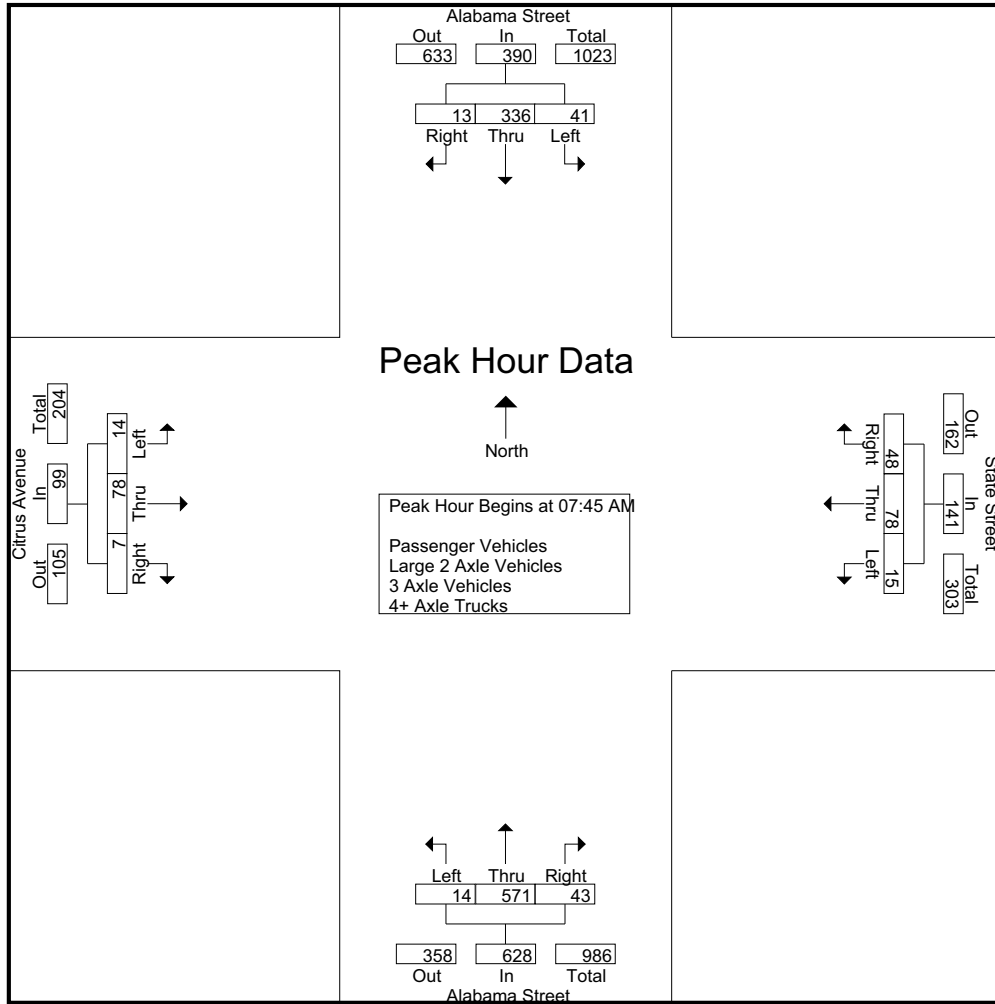 Alabama Street
Out In Total
633 390 1023
13 336 41
Right Thru Left
Peak Hour Data
North
Peak Hour Begins at 07:45 AM
Passenger Vehicles
Large 2 Axle Vehicles
3 Axle Vehicles
4+ Axle Trucks
Citrus Avenue
Out In Total
105 99 204
7 78 14
Right Thru Left
State Street
Out In Total
162 141 303
48 78 15
Right Thru Left
Left Thru Right
14 571 43
358 628 986
Out In Total
Alabama Street